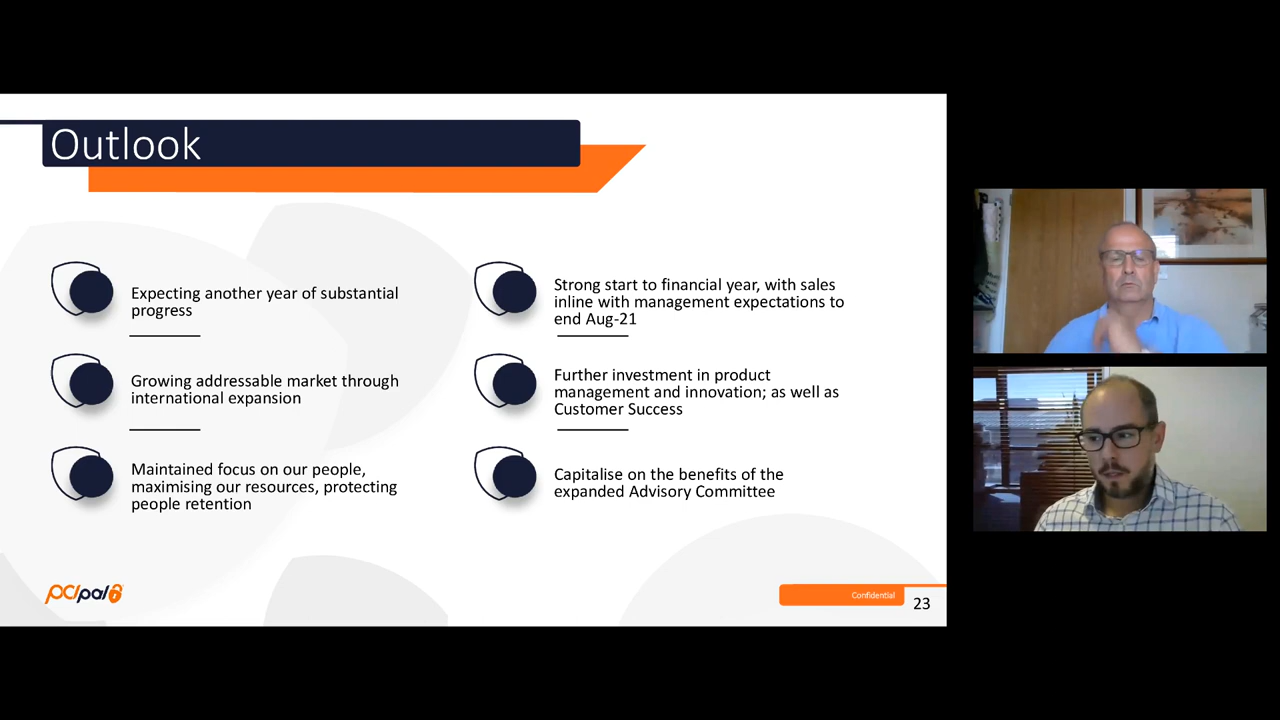 Outlook
Expecting another year of substantial
progress
Growing addressable market through
international expansion
Maintained focus on our people,
maximising our resources, protecting
people retention
Strong start to financial year, with sales
inline with management expectations to
end Aug-21
Further investment in product
management and innovation; as well as
Customer Success
Capitalise on the benefits of the
expanded Advisory Committee
pcipal
Confidential
23